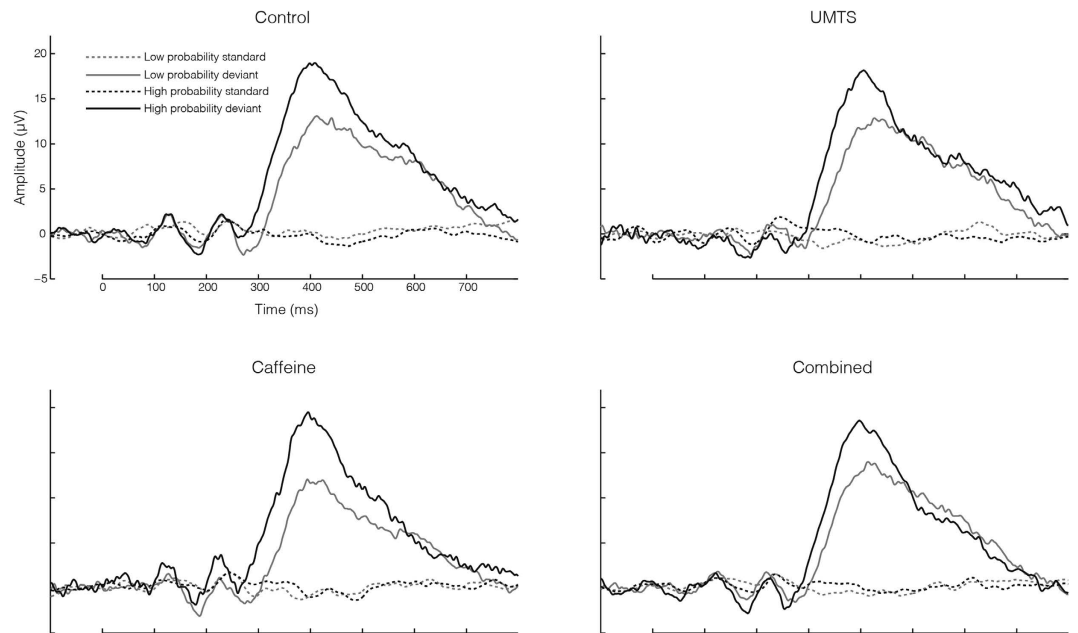 Control
UMTS
Low probability standard
Low probability deviant
High probability standard
High probability deviant
20
15
10
5
0
−5
Amplitude (μV)
0 100 200 300 400 500 600 700
Time (ms)
Caffeine
Combined